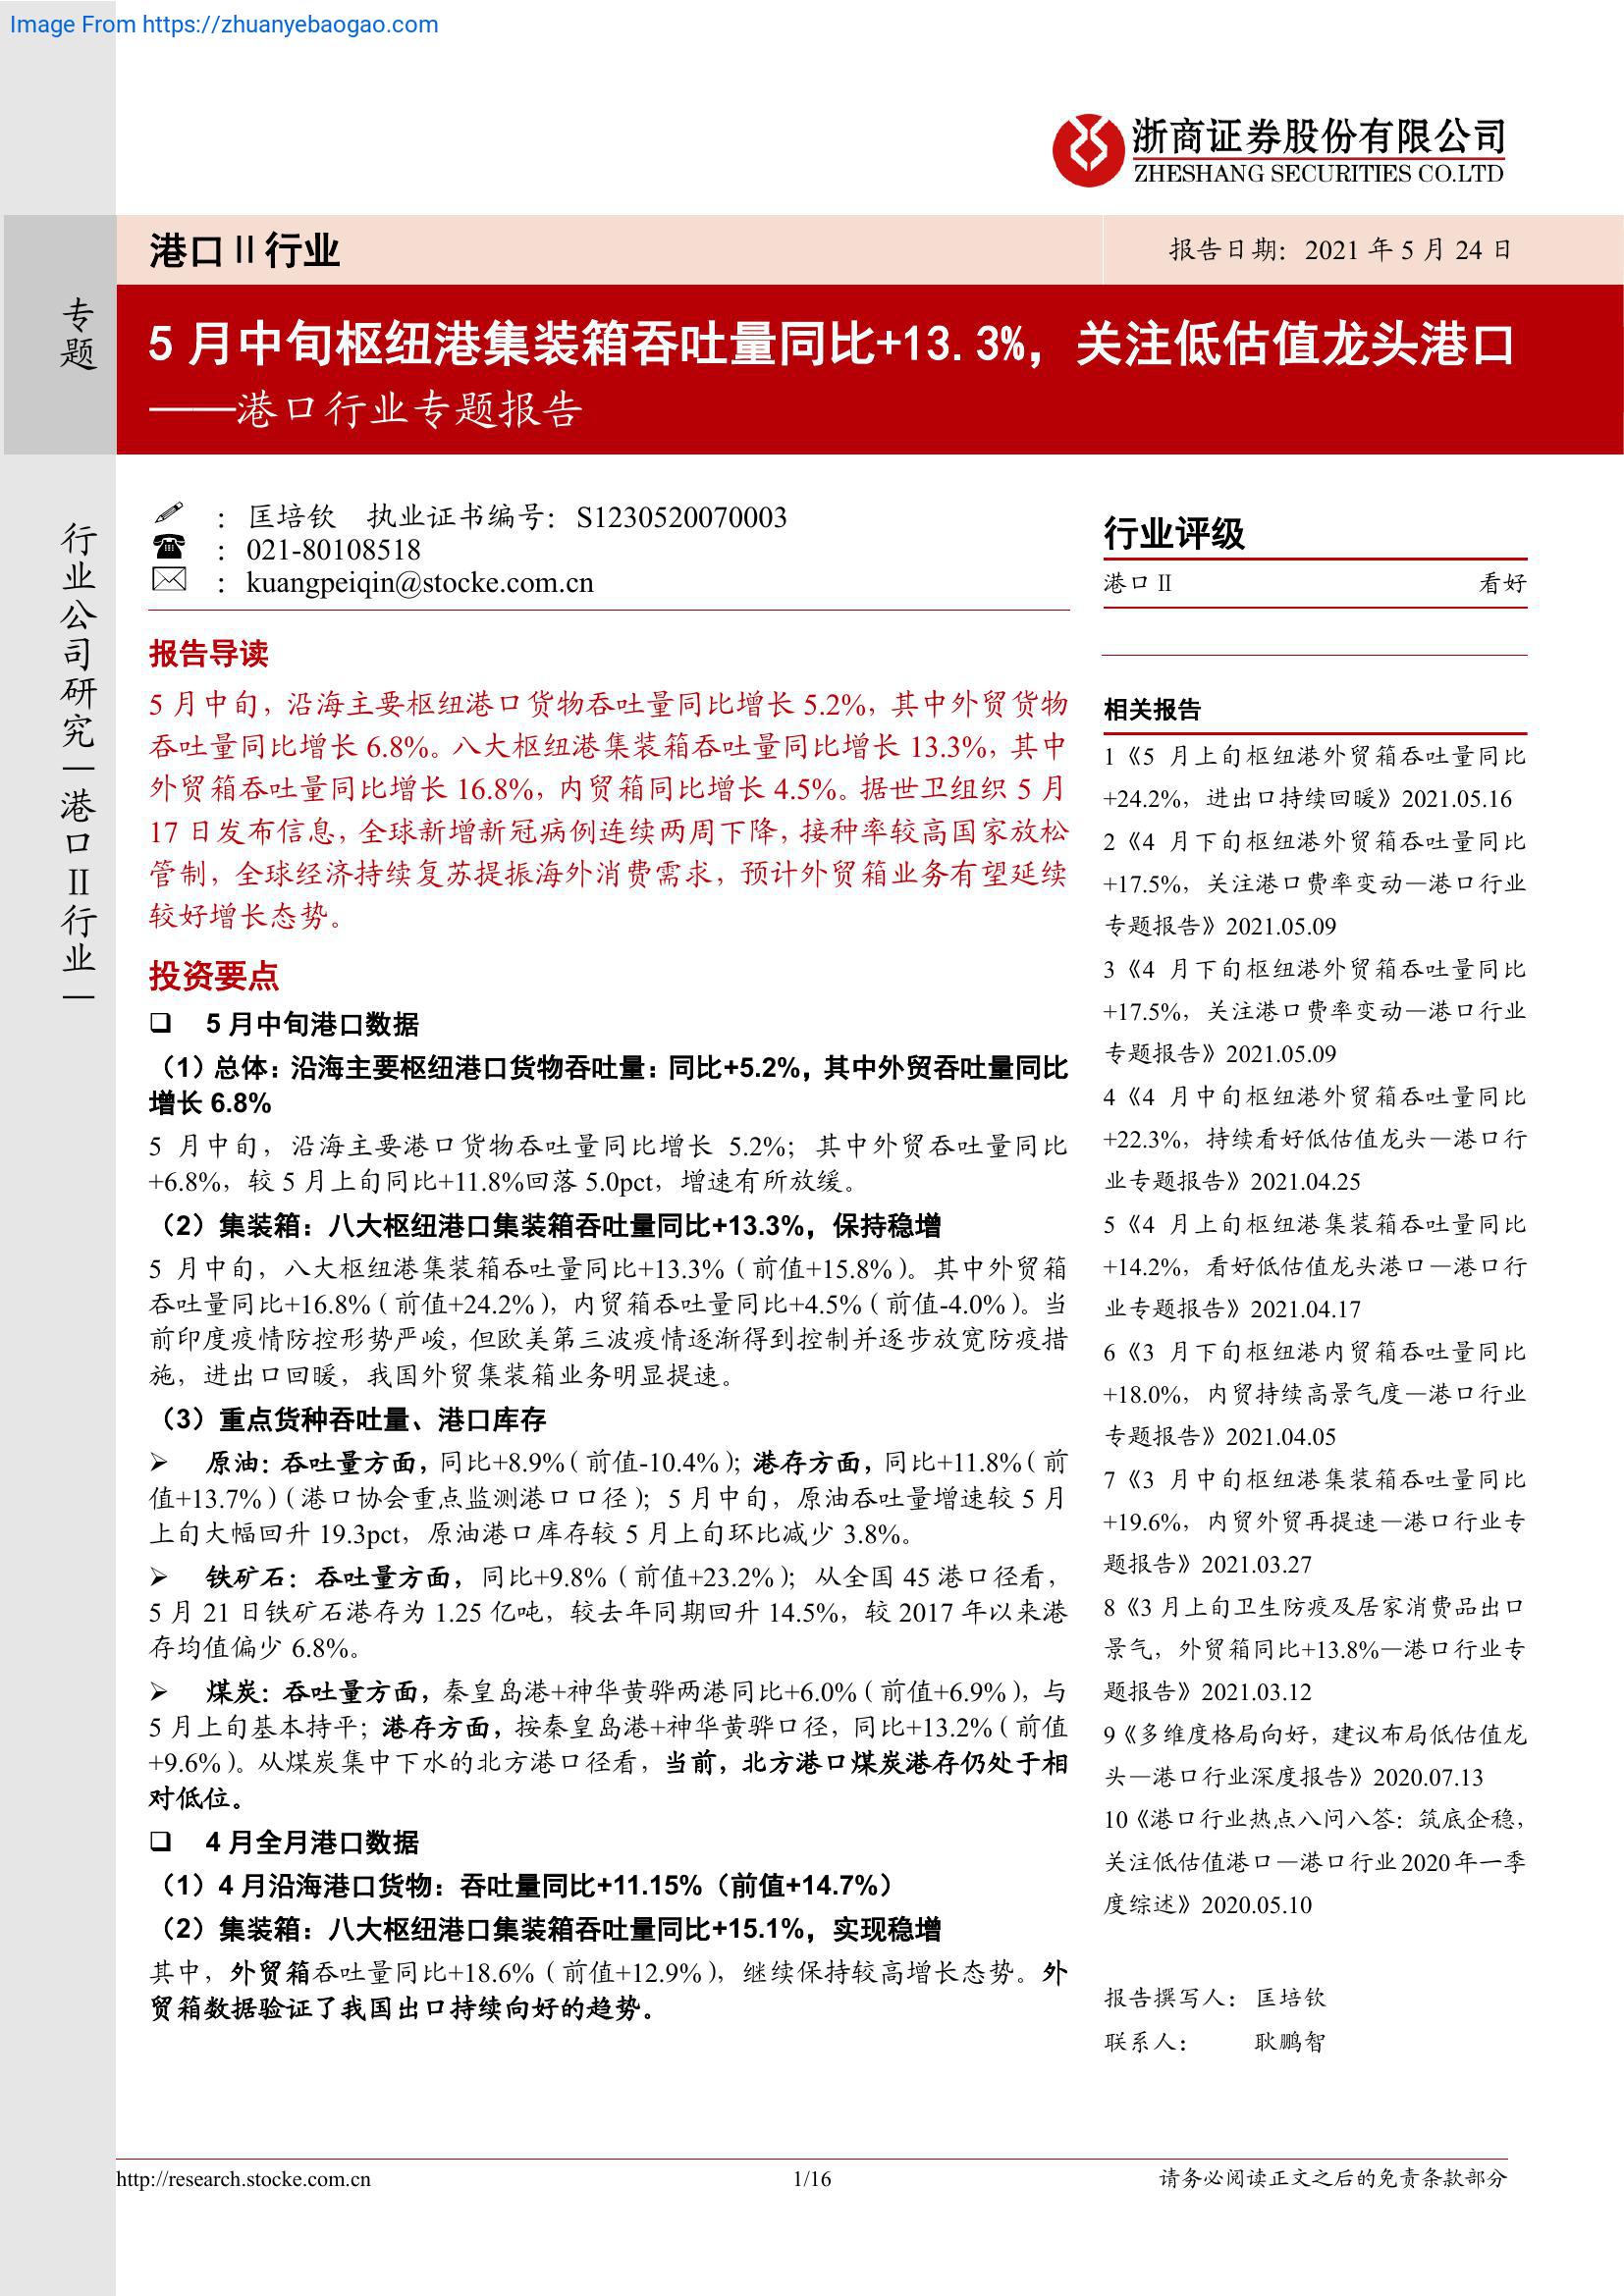 Image From https://zhuanyebaogao.com
浙商证券股份有限公司
ZHESHANG SECURITIES CO.LTD
港口Ⅱ行业
报告日期：2021 年 5 月 24 日
专题
5 月中旬枢纽港集装箱吞吐量同比+13.3%，关注低估值龙头港口
——港口行业专题报告
行业公司研究|港口Ⅱ行业|
：匡培钦 执业证书编号：S1230520070003
：021-80108518
：kuangpeiqin@stocke.com.cn
报告导读
5 月中旬，沿海主要枢纽港口货物吞吐量同比增长 5.2%，其中外贸货物
吞吐量同比增长 6.8%。八大枢纽港集装箱吞吐量同比增长 13.3%，其中
外贸箱吞吐量同比增长 16.8%，内贸箱同比增长 4.5%。据世卫组织 5 月
17 日发布信息，全球新增新冠病例连续两周下降，接种率较高国家放松
管制，全球经济持续复苏提振海外消费需求，预计外贸箱业务有望延续
较好增长态势。
投资要点
❑ 5 月中旬港口数据
（1）总体：沿海主要枢纽港口货物吞吐量：同比+5.2%，其中外贸吞吐量同比
增长 6.8%
5 月中旬，沿海主要港口货物吞吐量同比增长 5.2%；其中外贸吞吐量同比
+6.8%，较 5 月上旬同比+11.8%回落 5.0pct，增速有所放缓。
（2）集装箱：八大枢纽港口集装箱吞吐量同比+13.3%，保持稳增
5 月中旬，八大枢纽港集装箱吞吐量同比+13.3%（前值+15.8%）。其中外贸箱
吞吐量同比+16.8%（前值+24.2%），内贸箱吞吐量同比+4.5%（前值-4.0%）。当
前印度疫情防控形势严峻，但欧美第三波疫情逐渐得到控制并逐步放宽防疫措
施，进出口回暖，我国外贸集装箱业务明显提速。
（3）重点货种吞吐量、港口库存
➢ 原油：吞吐量方面，同比+8.9%（前值-10.4%）；港存方面，同比+11.8%（前
值+13.7%）（港口协会重点监测港口口径）；5 月中旬，原油吞吐量增速较 5 月
上旬大幅回升 19.3pct，原油港口库存较 5 月上旬环比减少 3.8%。
➢ 铁矿石：吞吐量方面，同比+9.8%（前值+23.2%）；从全国 45 港口径看，
5 月 21 日铁矿石港存为 1.25 亿吨，较去年同期回升 14.5%，较 2017 年以来港
存均值偏少 6.8%。
➢ 煤炭：吞吐量方面，秦皇岛港+神华黄骅两港同比+6.0%（前值+6.9%），与
5 月上旬基本持平；港存方面，按秦皇岛港+神华黄骅口径，同比+13.2%（前值
+9.6%）。从煤炭集中下水的北方港口径看，当前，北方港口煤炭港存仍处于相
对低位。
❑ 4 月全月港口数据
（1）4 月沿海港口货物：吞吐量同比+11.15%（前值+14.7%）
（2）集装箱：八大枢纽港口集装箱吞吐量同比+15.1%，实现稳增
其中，外贸箱吞吐量同比+18.6%（前值+12.9%），继续保持较高增长态势。外
贸箱数据验证了我国出口持续向好的趋势。
行业评级
港口Ⅱ 看好
相关报告
1《5 月上旬枢纽港外贸箱吞吐量同比
+24.2%，进出口持续回暖》2021.05.16
2《4 月下旬枢纽港外贸箱吞吐量同比
+17.5%，关注港口费率变动—港口行业
专题报告》2021.05.09
3《4 月下旬枢纽港外贸箱吞吐量同比
+17.5%，关注港口费率变动—港口行业
专题报告》2021.05.09
4《4 月中旬枢纽港外贸箱吞吐量同比
+22.3%，持续看好低估值龙头—港口行
业专题报告》2021.04.25
5《4 月上旬枢纽港集装箱吞吐量同比
+14.2%，看好低估值龙头港口—港口行
业专题报告》2021.04.17
6《3 月下旬枢纽港内贸箱吞吐量同比
+18.0%，内贸持续高景气度—港口行业
专题报告》2021.04.05
7《3 月中旬枢纽港集装箱吞吐量同比
+19.6%，内贸外贸再提速—港口行业专
题报告》2021.03.27
8《3 月上旬卫生防疫及居家消费品出口
景气，外贸箱同比+13.8%—港口行业专
题报告》2021.03.12
9《多维度格局向好，建议布局低估值龙
头—港口行业深度报告》2020.07.13
10《港口行业热点八问八答：筑底企稳，
关注低估值港口—港口行业 2020 年一季
度综述》2020.05.10
报告撰写人：匡培钦
联系人： 耿鹏智
http://research.stocke.com.cn
1/16
请务必阅读正文之后的免责条款部分